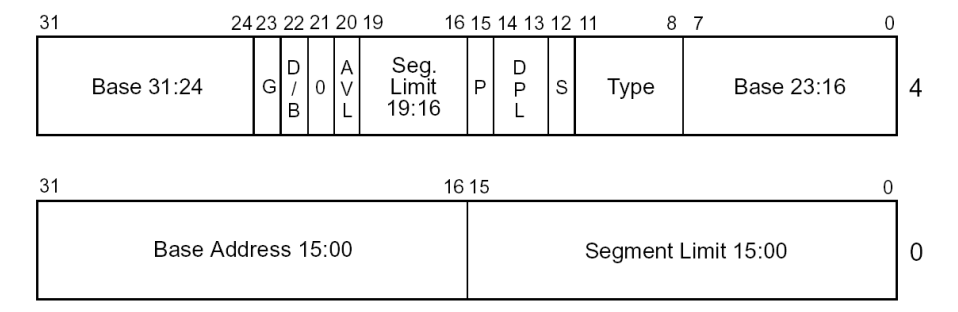 31 24 23 22 21 20 19 16 15 14 13 12 11 8 7 0
Base 31:24 G D/B 0 AVL Seg. Limit 19:16 P DPL S Type Base 23:16 4
31 16 15 0
Base Address 15:00 Segment Limit 15:00 0